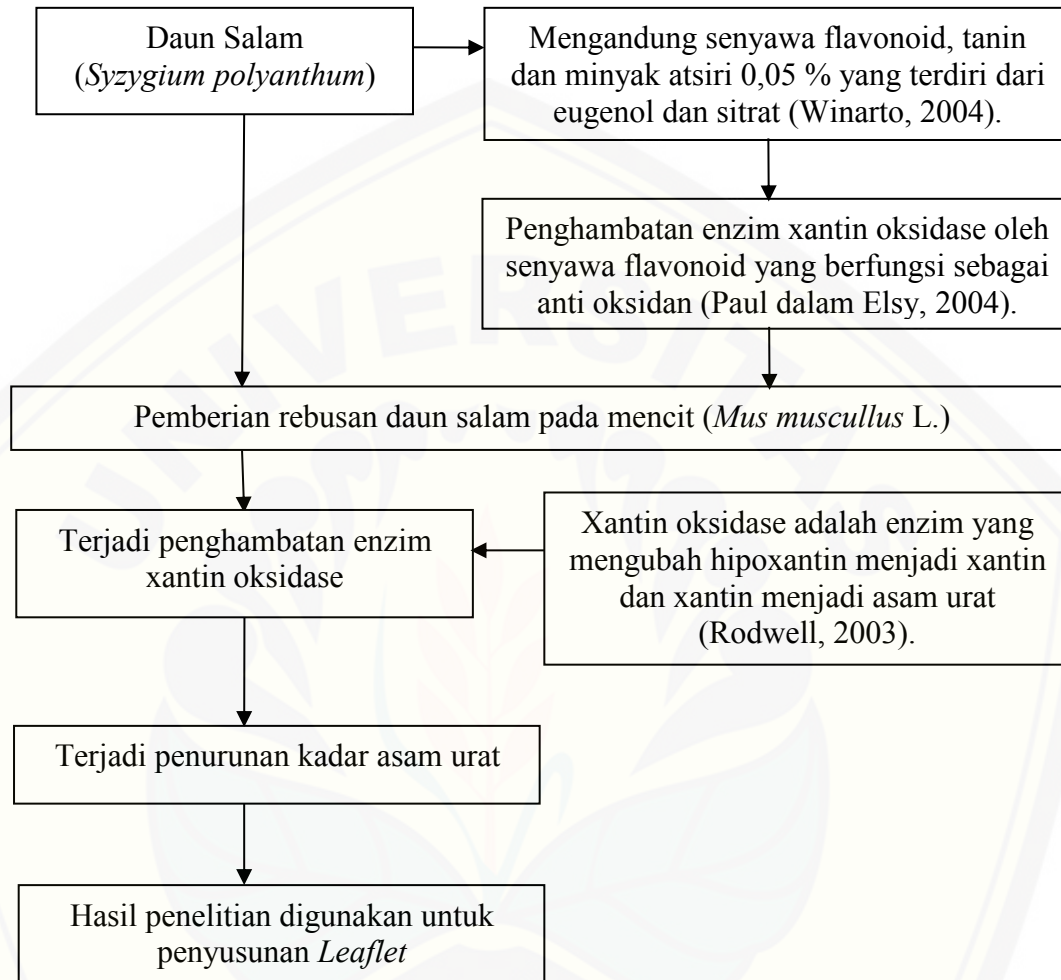 Daun Salam
(Syzygium polyanthum)
Mengandung senyawa flavonoid, tanin
dan minyak atsiri 0,05 % yang terdiri dari
eugenol dan sitrat (Winarto, 2004).
Penghambatan enzim xantin oksidase oleh
senyawa flavonoid yang berfungsi sebagai
anti oksidan (Paul dalam Elsy, 2004).
Pemberian rebusan daun salam pada mencit (Mus muscullus L.)
Terjadi penghambatan enzim
xantin oksidase
Xantin oksidase adalah enzim yang
mengubah hipoxantin menjadi xantin
dan xantin menjadi asam urat
(Rodwell, 2003).
Terjadi penurunan kadar asam urat
Hasil penelitian digunakan untuk
penyusunan Leaflet
UNIVERSITAS